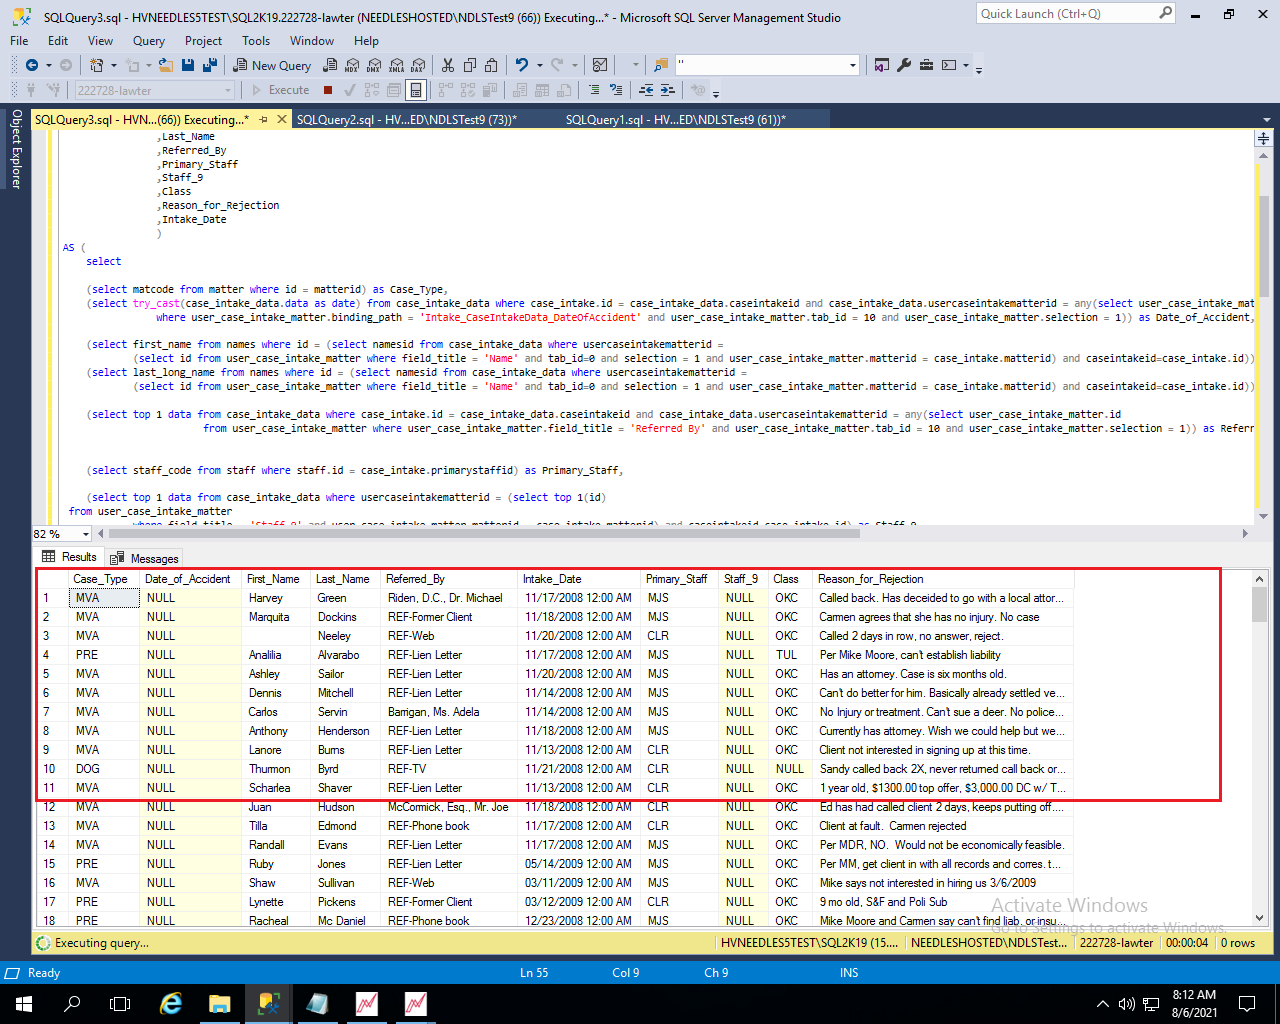 SQLQuery3.sql - HVNEEDLES5TEST\SQL2K19.222728-lawter (NEEDLESHOSTED\NDLSTest9 (66)) Executing...* - Microsoft SQL Server Management Studio
Quick Launch (Ctrl+Q)
File Edit View Query Project Tools Window Help
New Query MDX DMX XMLA DAX "
222728-lawter Execute
Object Explorer
SQLQuery3.sql - HVN...(66)) Executing...* SQLQuery2.sql - HV...ED\NDLSTest9 (73))* SQLQuery1.sql - HV...ED\NDLSTest9 (61))*
,Last_Name
,Referred_By
,Primary_Staff
,Staff_9
,Class
,Reason_for_Rejection
,Intake_Date
)
AS (
select
(select matcode from matter where id = matterid) as Case_Type,
(select try_cast(case_intake_data.data as date) from case_intake_data where case_intake.id = case_intake_data.caseintakeid and case_intake_data.usercaseintakematterid = any(select user_case_intake_mat
where user_case_intake_matter.binding_path = 'Intake_CaseIntakeData_DateOfAccident' and user_case_intake_matter.tab_id = 10 and user_case_intake_matter.selection = 1)) as Date_of_Accident,
(select first_name from names where id = (select namesid from case_intake_data where usercaseintakematterid =
(select id from user_case_intake_matter where field_title = 'Name' and tab_id=0 and selection = 1 and user_case_intake_matter.matterid = case_intake.matterid) and caseintakeid=case_intake.id))
(select last_long_name from names where id = (select namesid from case_intake_data where usercaseintakematterid =
(select id from user_case_intake_matter where field_title = 'Name' and tab_id=0 and selection = 1 and user_case_intake_matter.matterid = case_intake.matterid) and caseintakeid=case_intake.id))
(select top 1 data from case_intake_data where case_intake.id = case_intake_data.caseintakeid and case_intake_data.usercaseintakematterid = any(select user_case_intake_matter.id
from user_case_intake_matter where user_case_intake_matter.field_title = 'Referred By' and user_case_intake_matter.tab_id = 10 and user_case_intake_matter.selection = 1)) as Referr
(select staff_code from staff where staff.id = case_intake.primarystaffid) as Primary_Staff,
(select top 1 data from case_intake_data where usercaseintakematterid = (select top 1(id)
from user_case_intake_matter
where field_title = 'Staff 9' and user_case_intake_matter.matterid = case_intake.matterid) and caseintakeid=case_intake.id) as Staff_9
82 %
Results Messages
Case_Type Date_of_Accident First_Name Last_Name Referred_By Intake_Date Primary_Staff Staff_9 Class Reason_for_Rejection
1 MVA NULL Harvey Green Riden, D.C., Dr. Michael 11/17/2008 12:00 AM MJS NULL OKC Called back. Has deceided to go with a local attor...
2 MVA NULL Marquita Dockins REF-Former Client 11/18/2008 12:00 AM MJS NULL OKC Carmen agrees that she has no injury. No case
3 MVA NULL Neeley REF-Web 11/20/2008 12:00 AM CLR NULL OKC Called 2 days in row, no answer, reject.
4 PRE NULL Analilia Alvarabo REF-Lien Letter 11/17/2008 12:00 AM MJS NULL TUL Per Mike Moore, can't establish liability
5 MVA NULL Ashley Sailor REF-Lien Letter 11/20/2008 12:00 AM MJS NULL OKC Has an attorney. Case is six months old.
6 MVA NULL Dennis Mitchell REF-Lien Letter 11/14/2008 12:00 AM MJS NULL OKC Can't do better for him. Basically already settled ve...
7 MVA NULL Carlos Servin Barrigan, Ms. Adela 11/14/2008 12:00 AM MJS NULL OKC No Injury or treatment. Can't sue a deer. No police...
8 MVA NULL Anthony Henderson REF-Lien Letter 11/18/2008 12:00 AM MJS NULL OKC Currently has attorney. Wish we could help but we...
9 MVA NULL Lanore Burns REF-Lien Letter 11/13/2008 12:00 AM CLR NULL OKC Client not interested in signing up at this time.
10 DOG NULL Thurmon Byrd REF-TV 11/21/2008 12:00 AM CLR NULL NULL Sandy called back 2X, never returned call back or...
11 MVA NULL Scharlea Shaver REF-Lien Letter 11/13/2008 12:00 AM CLR NULL OKC 1 year old, $1300.00 top offer, $3,000.00 DC w/ T...
12 MVA NULL Juan Hudson McCormick, Esq., Mr. Joe 11/18/2008 12:00 AM CLR NULL OKC Ed has had called client 2 days, keeps putting off....
13 MVA NULL Tilla Edmond REF-Phone book 11/17/2008 12:00 AM CLR NULL OKC Client at fault. Carmen rejected
14 MVA NULL Randall Evans REF-Lien Letter 11/17/2008 12:00 AM MJS NULL OKC Per MDR, NO. Would not be economically feasible.
15 PRE NULL Ruby Jones REF-Lien Letter 05/14/2009 12:00 AM MJS NULL OKC Per MM, get client in with all records and corres. t...
16 MVA NULL Shaw Sullivan REF-Web 03/11/2009 12:00 AM MJS NULL OKC Mike says not interested in hiring us 3/6/2009
17 PRE NULL Lynette Pickens REF-Former Client 03/12/2009 12:00 AM MJS NULL OKC 9 mo old, S&F and Poli Sub
18 PRE NULL Racheal Mc Daniel REF-Phone book 12/23/2008 12:00 AM MJS NULL OKC Mike Moore and Carmen say can't find liab, or insu...
Activate Windows
Go to Settings to activate Windows.
Executing query... HVNEEDLES5TEST\SQL2K19 (15.... NEEDLESHOSTED\NDLSTest... 222728-lawter 00:00:04 0 rows
Ready Ln 55 Col 9 Ch 9 INS
8:12 AM
8/6/2021